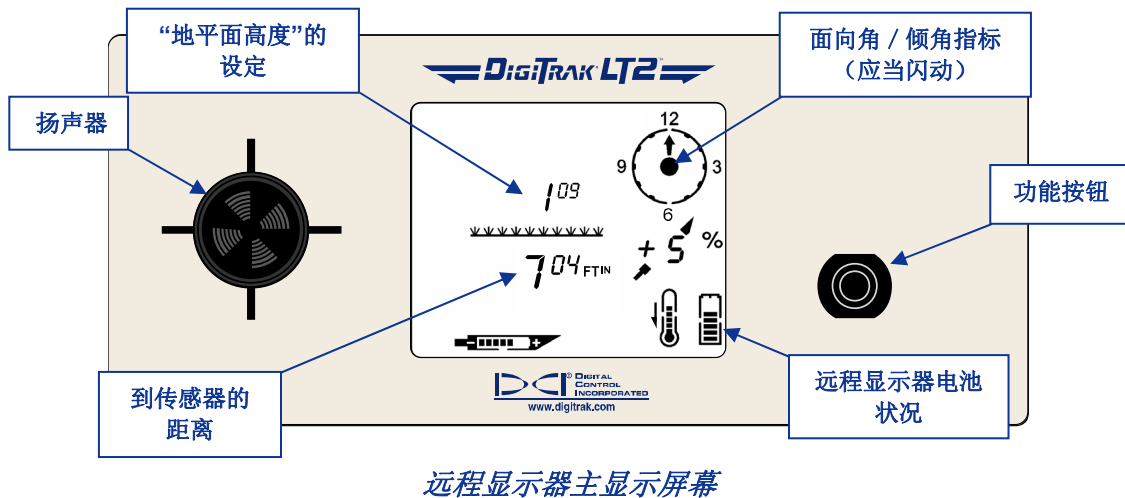 “地平面高度”的
设定
面向角 / 倾角指标
（应当闪动）
扬声器
功能按钮
DIGITRAK LT2™
12
9
3
6
1 09
+ 5 %
7 04 FT IN
- +
到传感器的
距离
® DIGITAL
CONTROL
INCORPORATED
www.digitrak.com
远程显示器电池
状况
远程显示器主显示屏幕